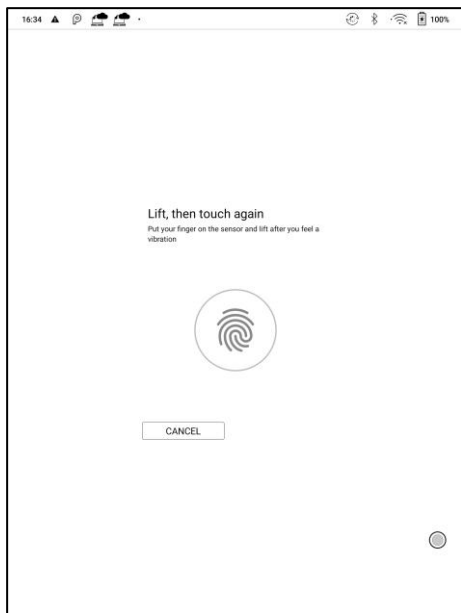 16:34
100%
Lift, then touch again
Put your finger on the sensor and lift after you feel a
vibration
CANCEL